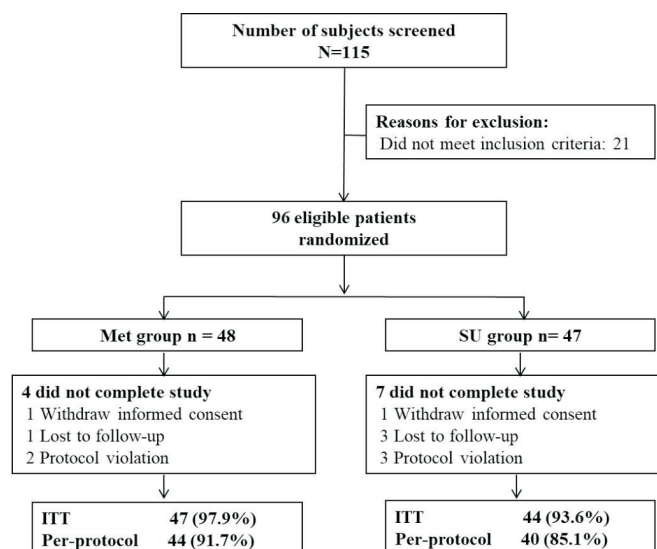 Number of subjects screened
N=115
Reasons for exclusion:
Did not meet inclusion criteria: 21
96 eligible patients
randomized
Met group n = 48
SU group n= 47
4 did not complete study
1 Withdraw informed consent
1 Lost to follow-up
2 Protocol violation
7 did not complete study
1 Withdraw informed consent
3 Lost to follow-up
3 Protocol violation
ITT 47 (97.9%)
Per-protocol 44 (91.7%)
ITT 44 (93.6%)
Per-protocol 40 (85.1%)